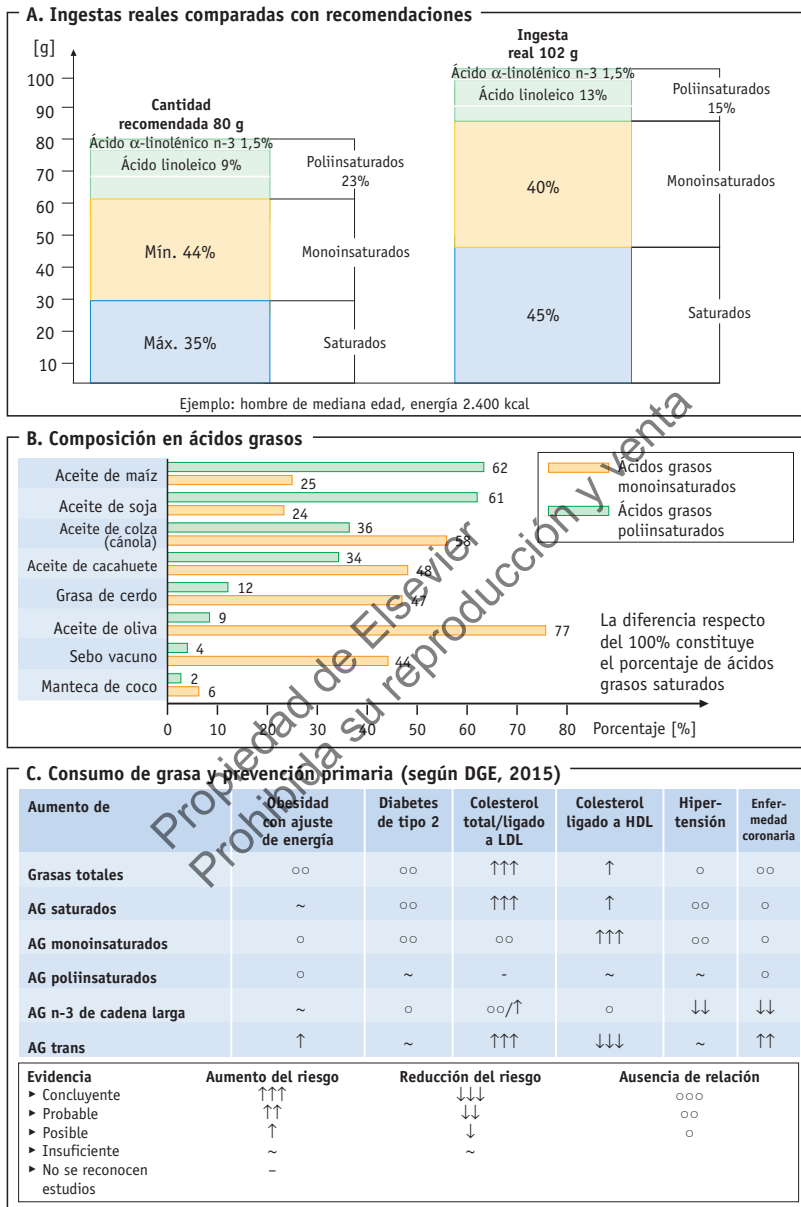 A. Ingestas reales comparadas con recomendaciones
[g]
100
90
80
70
60
50
40
30
20
10
Cantidad
recomendada 80 g
Ácido α-linolénico n-3 1,5%
Ácido linoleico 9%
Mín. 44%
Máx. 35%
Poliinsaturados
23%
Monoinsaturados
Saturados
Ingesta
real 102 g
Ácido α-linolénico n-3 1,5%
Ácido linoleico 13%
40%
45%
Poliinsaturados
15%
Monoinsaturados
Saturados
Ejemplo: hombre de mediana edad, energía 2.400 kcal
B. Composición en ácidos grasos
Aceite de maíz 62
25
Aceite de soja 61
24
Aceite de colza 36
(cánola) 58
Aceite de cacahuete 34
48
Grasa de cerdo 12
47
Aceite de oliva 9
77
Sebo vacuno 4
44
Manteca de coco 2
6
0 10 20 30 40 50 60 70 80 Porcentaje [%]
Ácidos grasos
monoinsaturados
Ácidos grasos
poliinsaturados
La diferencia respecto
del 100% constituye
el porcentaje de ácidos
grasos saturados
Propiedad de Elsevier
Prohibida su reproducción y venta
C. Consumo de grasa y prevención primaria (según DGE, 2015)
Aumento de
Obesidad
con ajuste
de energía
Diabetes
de tipo 2
Colesterol
total/ligado
a LDL
Colesterol
ligado a HDL
Hiper-
tensión
Enfer-
medad
coronaria
Grasas totales ○○ ○○ ↑↑↑ ↑ ○ ○○
AG saturados ~ ○○ ↑↑↑ ↑ ○○ ○
AG monoinsaturados ○ ○○ ○○ ↑↑↑ ○○ ○
AG poliinsaturados ○ ~ - ~ ~ ○
AG n-3 de cadena larga ~ ○ ○○/↑ ○ ↓↓ ↓↓
AG trans ↑ ~ ↑↑↑ ↓↓↓ ~ ↑↑
Evidencia Aumento del riesgo Reducción del riesgo Ausencia de relación
► Concluyente ↑↑↑ ↓↓↓ ○○○
► Probable ↑↑ ↓↓ ○○
► Posible ↑ ↓ ○
► Insuficiente ~ ~
► No se reconocen –
estudios